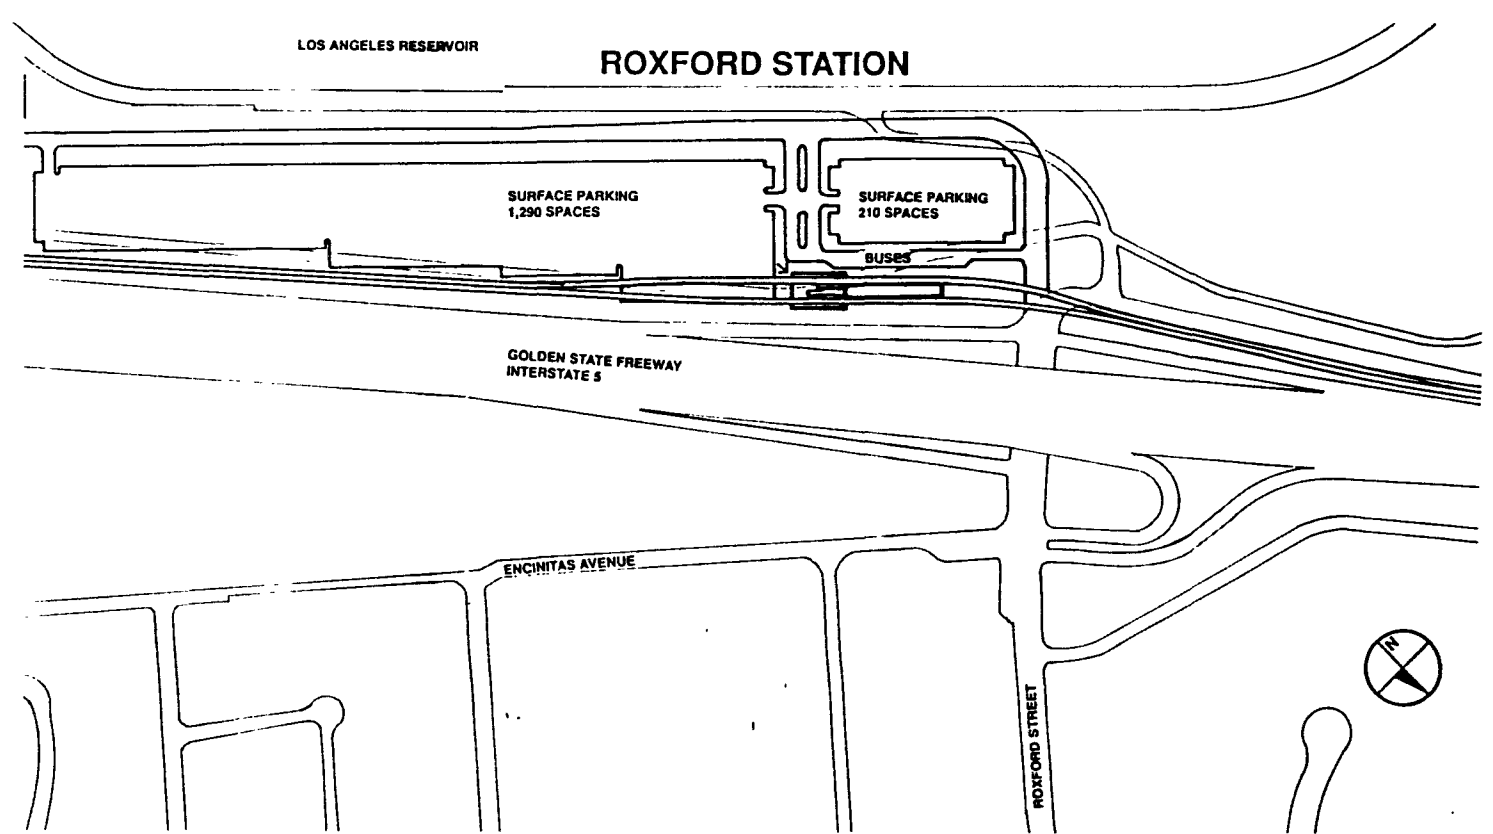 LOS ANGELES RESERVOIR
ROXFORD STATION
SURFACE PARKING
1,290 SPACES
SURFACE PARKING
210 SPACES
BUSES
GOLDEN STATE FREEWAY
INTERSTATE 5
ENCINITAS AVENUE
ROXFORD STREET
N